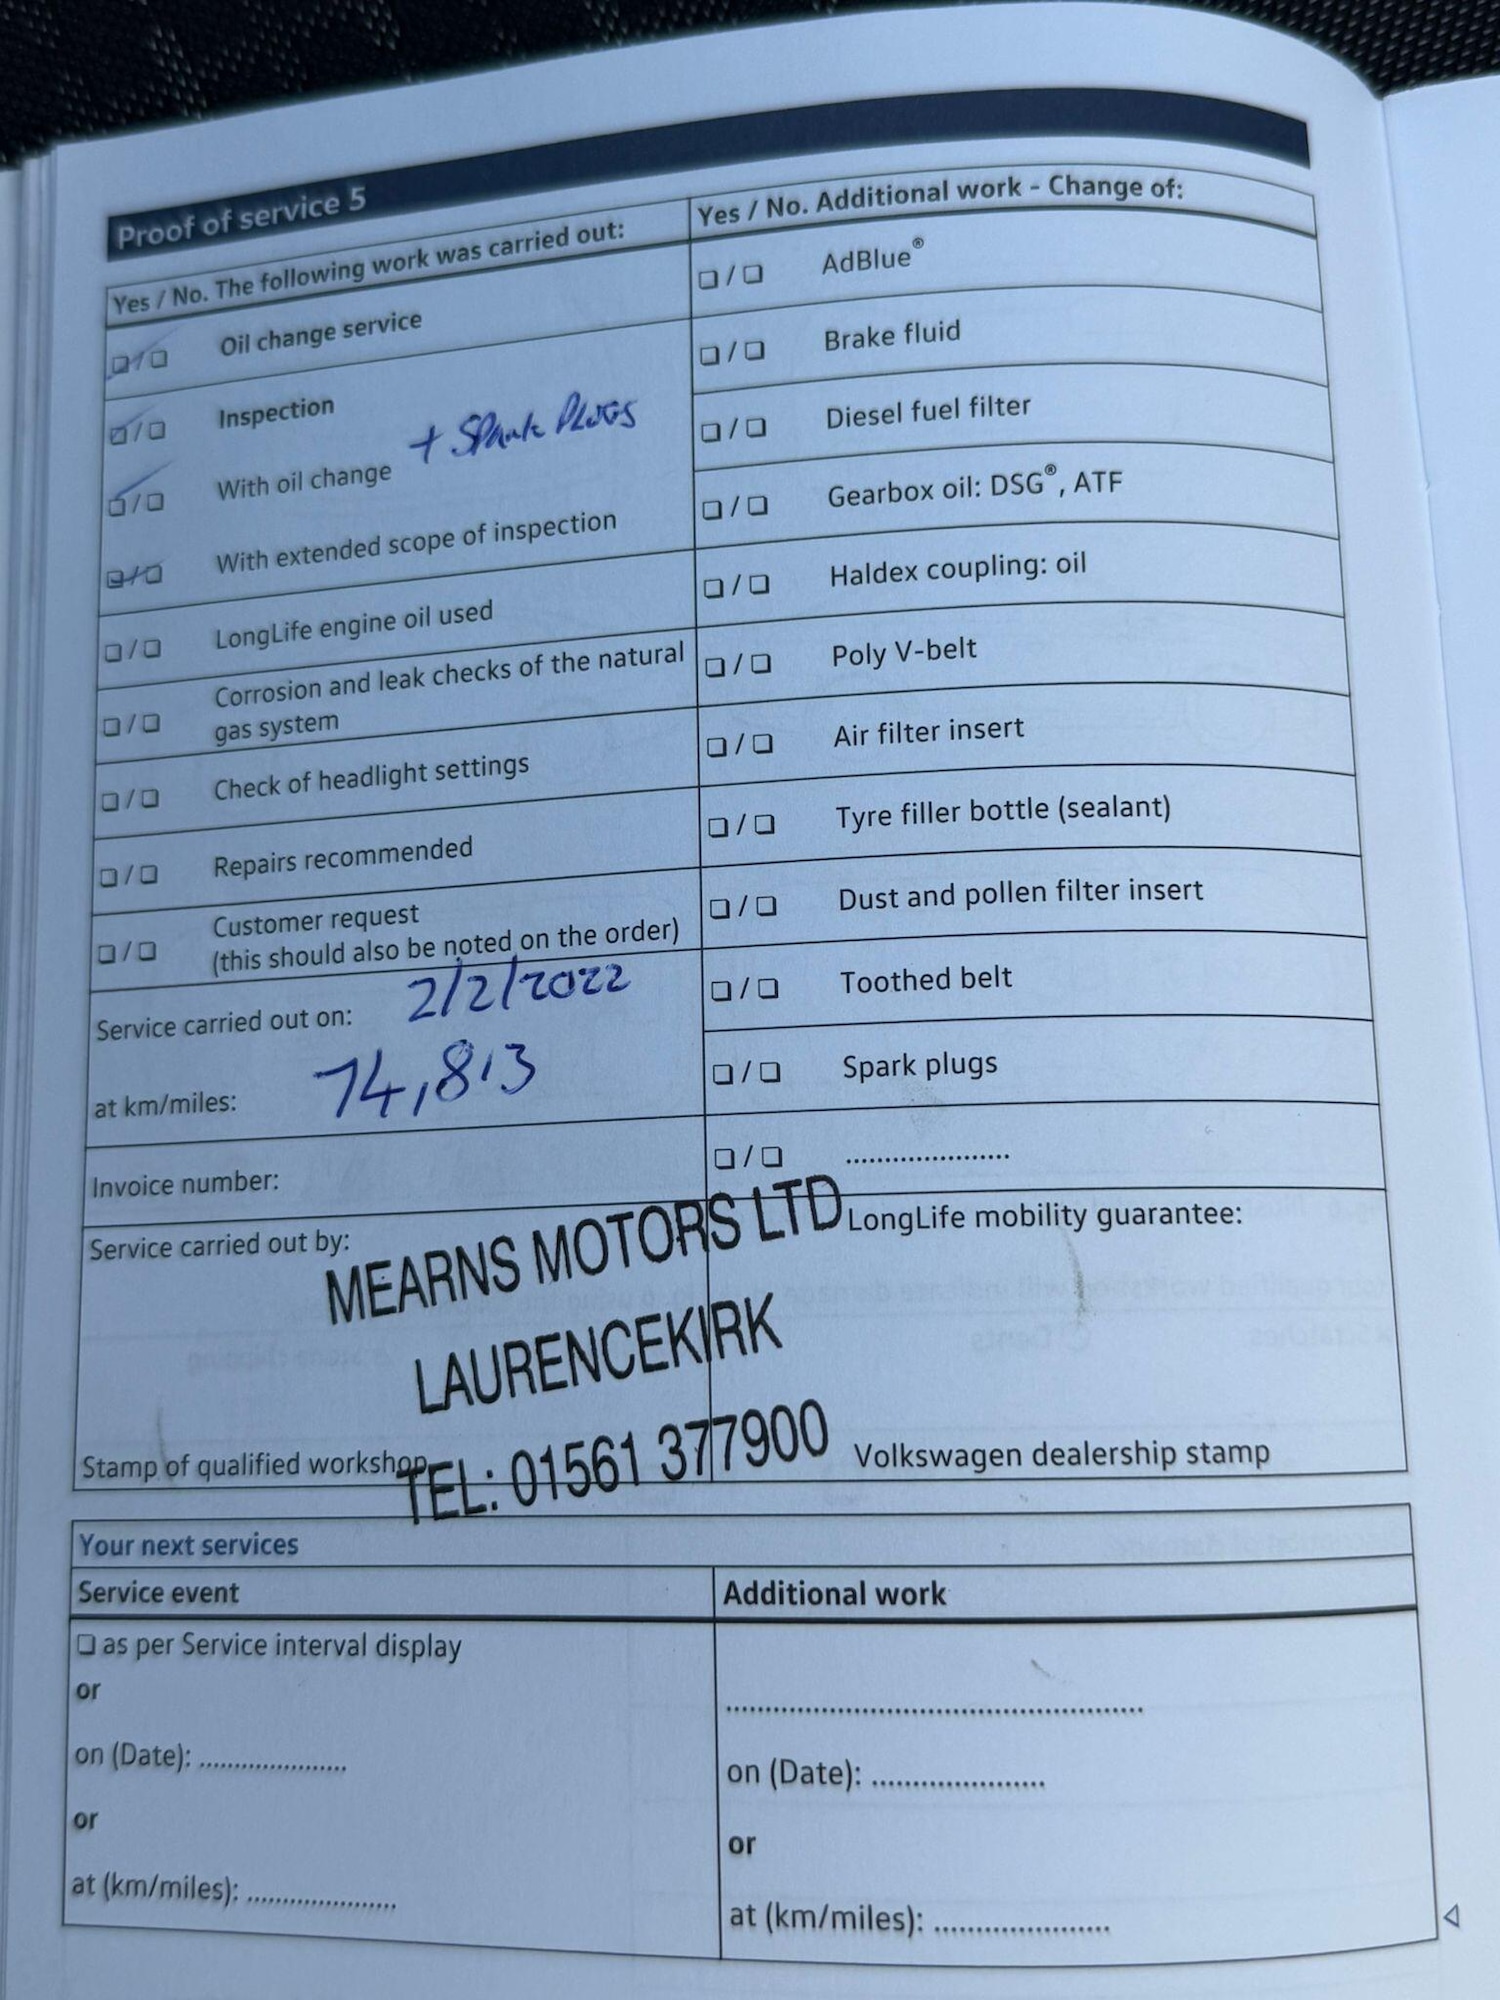 Proof of service 5
Yes / No. The following work was carried out:
Oil change service
Inspection
+ Spark Plugs
With oil change
With extended scope of inspection
LongLife engine oil used
Corrosion and leak checks of the natural
gas system
Check of headlight settings
Repairs recommended
Customer request
(this should also be noted on the order)
Service carried out on: 2/2/2022
at km/miles: 74,813
Invoice number:
Yes / No. Additional work - Change of:
AdBlue®
Brake fluid
Diesel fuel filter
Gearbox oil: DSG®, ATF
Haldex coupling: oil
Poly V-belt
Air filter insert
Tyre filler bottle (sealant)
Dust and pollen filter insert
Toothed belt
Spark plugs
....................
Service carried out by:
MEARNS MOTORS LTD
LAURENCEKIRK
TEL: 01561 377900
Stamp of qualified workshop
LongLife mobility guarantee:
Volkswagen dealership stamp
Your next services
Service event
as per Service interval display
or
on (Date): ....................
or
at (km/miles): ....................
Additional work
..................................................
on (Date): ....................
or
at (km/miles): ....................